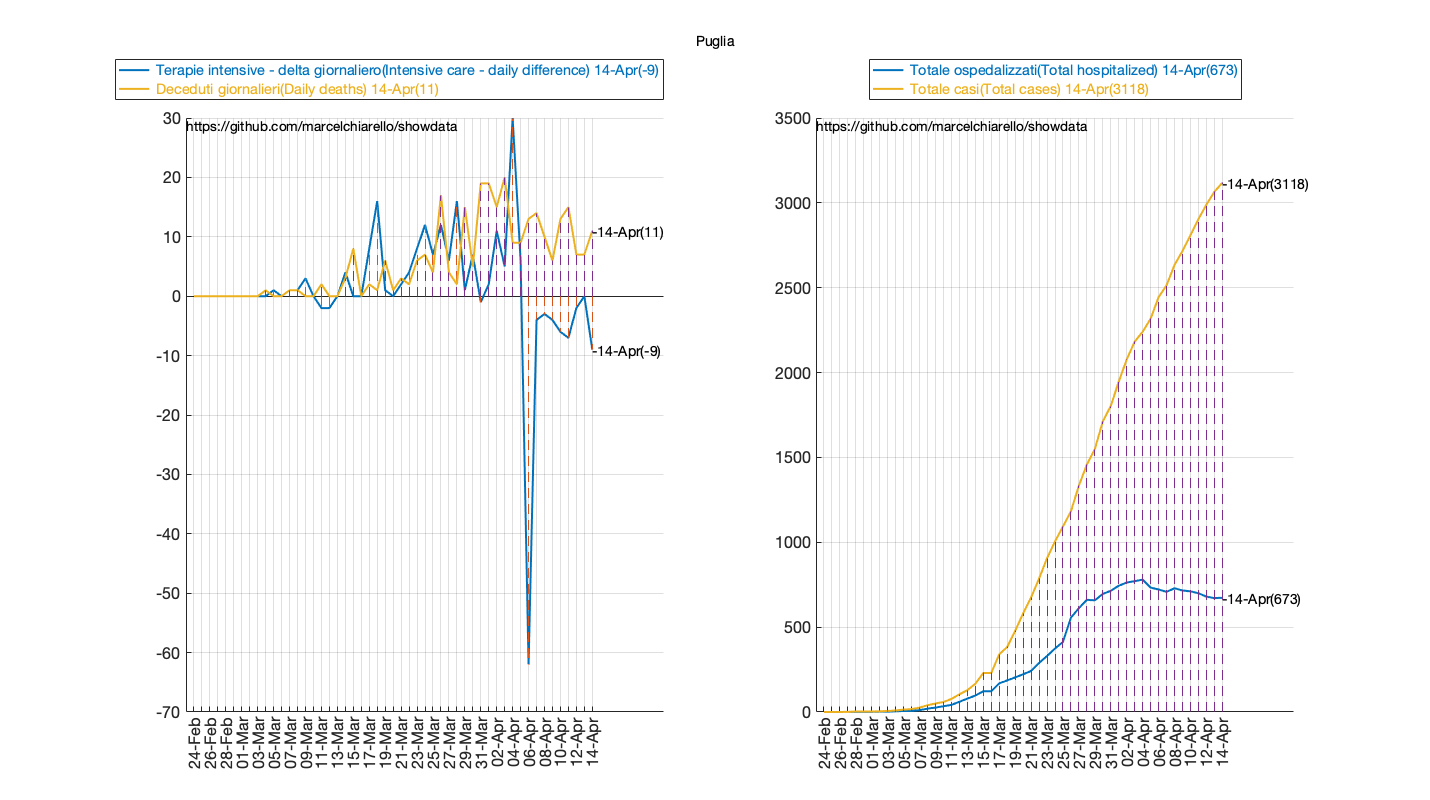 Puglia
Terapie intensive - delta giornaliero(Intensive care - daily difference) 14-Apr(-9)
Deceduti giornalieri(Daily deaths) 14-Apr(11)
https://github.com/marcelchiarello/showdata
30
20
10
0
-10
-20
-30
-40
-50
-60
-70
-14-Apr(11)
-14-Apr(-9)
24-Feb
26-Feb
28-Feb
01-Mar
03-Mar
05-Mar
07-Mar
09-Mar
11-Mar
13-Mar
15-Mar
17-Mar
19-Mar
21-Mar
23-Mar
25-Mar
27-Mar
29-Mar
31-Mar
02-Apr
04-Apr
06-Apr
08-Apr
10-Apr
12-Apr
14-Apr
Totale ospedalizzati(Total hospitalized) 14-Apr(673)
Totale casi(Total cases) 14-Apr(3118)
https://github.com/marcelchiarello/showdata
3500
3000
2500
2000
1500
1000
500
0
-14-Apr(3118)
-14-Apr(673)
24-Feb
26-Feb
28-Feb
01-Mar
03-Mar
05-Mar
07-Mar
09-Mar
11-Mar
13-Mar
15-Mar
17-Mar
19-Mar
21-Mar
23-Mar
25-Mar
27-Mar
29-Mar
31-Mar
02-Apr
04-Apr
06-Apr
08-Apr
10-Apr
12-Apr
14-Apr